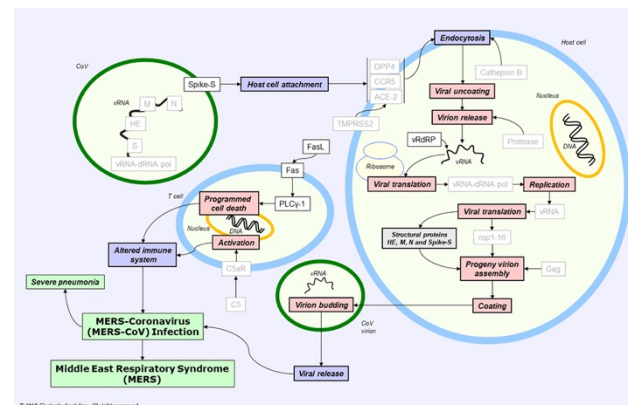 CoV
vRNA
M
N
HE
S
vRNA-dRNA pol
Spike-S
Host cell attachment
DPP4
CCR5
ACE-2
TMPRSS2
Endocytosis
Host cell
Cathepsin B
Viral uncoating
Virion release
Nucleus
DNA
Protease
vRdRP
vRNA
Ribosome
Viral translation
vRNA-dRNA pol
Replication
Viral translation
vRNA
Structural proteins
HE, M, N and Spike-S
nsp1-16
Progeny virion
assembly
Gag
Coating
FasL
Fas
PLCγ-1
T cell
Programmed
cell death
Nucleus
DNA
Activation
C5aR
C5
Altered immune
system
Severe pneumonia
MERS-Coronavirus
(MERS-CoV) Infection
Middle East Respiratory Syndrome
(MERS)
vRNA
Virion budding
CoV
virion
Viral release